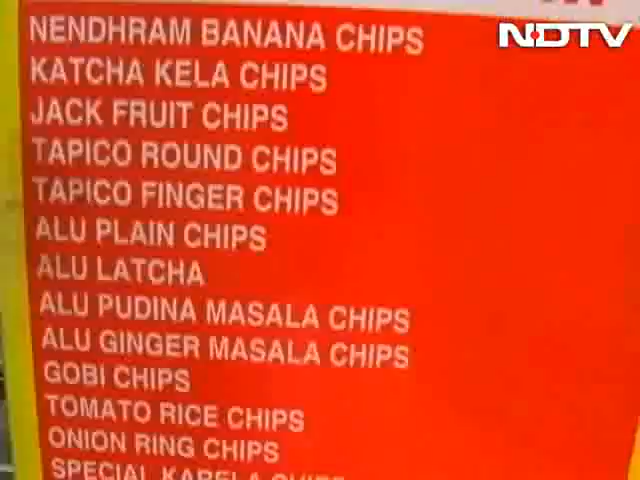 NDTV
NENDHRAM BANANA CHIPS
KATCHA KELA CHIPS
JACK FRUIT CHIPS
TAPICO ROUND CHIPS
TAPICO FINGER CHIPS
ALU PLAIN CHIPS
ALU LATCHA
ALU PUDINA MASALA CHIPS
ALU GINGER MASALA CHIPS
GOBI CHIPS
TOMATO RICE CHIPS
ONION RING CHIPS
SPECIAL KARELA CHIPS